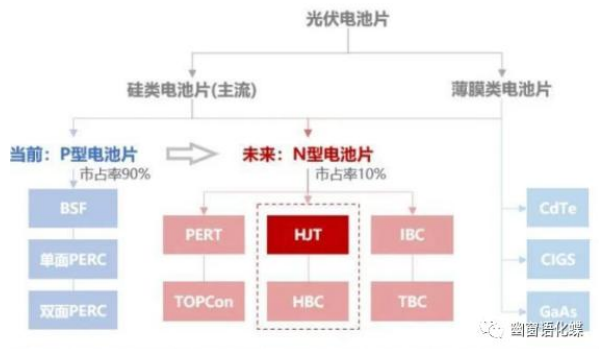 光伏电池片
硅类电池片(主流)
薄膜类电池片
当前：P型电池片
未来：N型电池片
市占率90%
市占率10%
BSF
单面PERC
双面PERC
PERT
HJT
IBC
TOPCon
HBC
TBC
CdTe
CIGS
GaAs
幽窗语化蝶